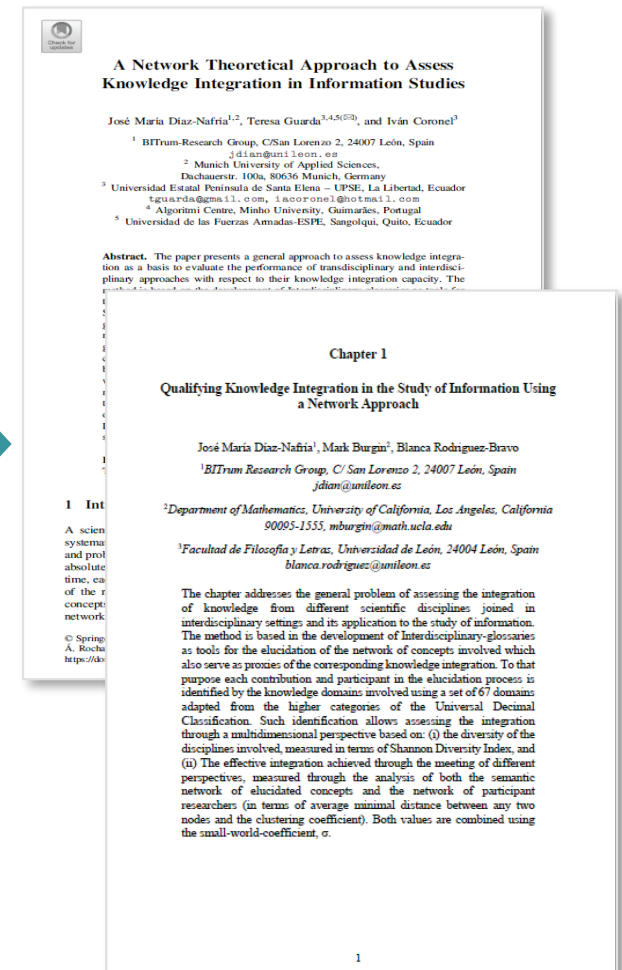 Check for
updates
A Network Theoretical Approach to Assess
Knowledge Integration in Information Studies
José María Díaz-Nafría1,2, Teresa Guarda3,4,5(✉), and Iván Coronel3
1 BITrum-Research Group, C/San Lorenzo 2, 24007 León, Spain
jdian@unileon.es
2 Munich University of Applied Sciences,
Dachauerstr. 100a, 80636 Munich, Germany
3 Universidad Estatal Península de Santa Elena – UPSE, La Libertad, Ecuador
tguarda@gmail.com, iacoronel@hotmail.com
4 Algoritmi Centre, Minho University, Guimarães, Portugal
5 Universidad de las Fuerzas Armadas-ESPE, Sangolqui, Quito, Ecuador
Abstract. The paper presents a general approach to assess knowledge integra-
tion as a basis to evaluate the performance of transdisciplinary and interdisci-
plinary approaches with respect to their knowledge integration capacity. The
1 Int
A scien
systema
and prob
absolute
time, ea
of the r
concept
network
© Spring
Á. Rocha
https://do
Chapter 1
Qualifying Knowledge Integration in the Study of Information Using
a Network Approach
José María Díaz-Nafría1, Mark Burgin2, Blanca Rodriguez-Bravo
1BITrum Research Group, C/ San Lorenzo 2, 24007 León, Spain
jdian@unileon.es
2Department of Mathematics, University of California, Los Angeles, California
90095-1555, mburgin@math.ucla.edu
3Facultad de Filosofía y Letras, Universidad de León, 24004 León, Spain
blanca.rodriguez@unileon.es
The chapter addresses the general problem of assessing the integration
of knowledge from different scientific disciplines joined in
interdisciplinary settings and its application to the study of information.
The method is based in the development of Interdisciplinary-glossaries
as tools for the elucidation of the network of concepts involved which
also serve as proxies of the corresponding knowledge integration. To that
purpose each contribution and participant in the elucidation process is
identified by the knowledge domains involved using a set of 67 domains
adapted from the higher categories of the Universal Decimal
Classification. Such identification allows assessing the integration
through a multidimensional perspective based on: (i) the diversity of the
disciplines involved, measured in terms of Shannon Diversity Index, and
(ii) The effective integration achieved through the meeting of different
perspectives, measured through the analysis of both the semantic
network of elucidated concepts and the network of participant
researchers (in terms of average minimal distance between any two
nodes and the clustering coefficient). Both values are combined using
the small-world-coefficient, σ.
1